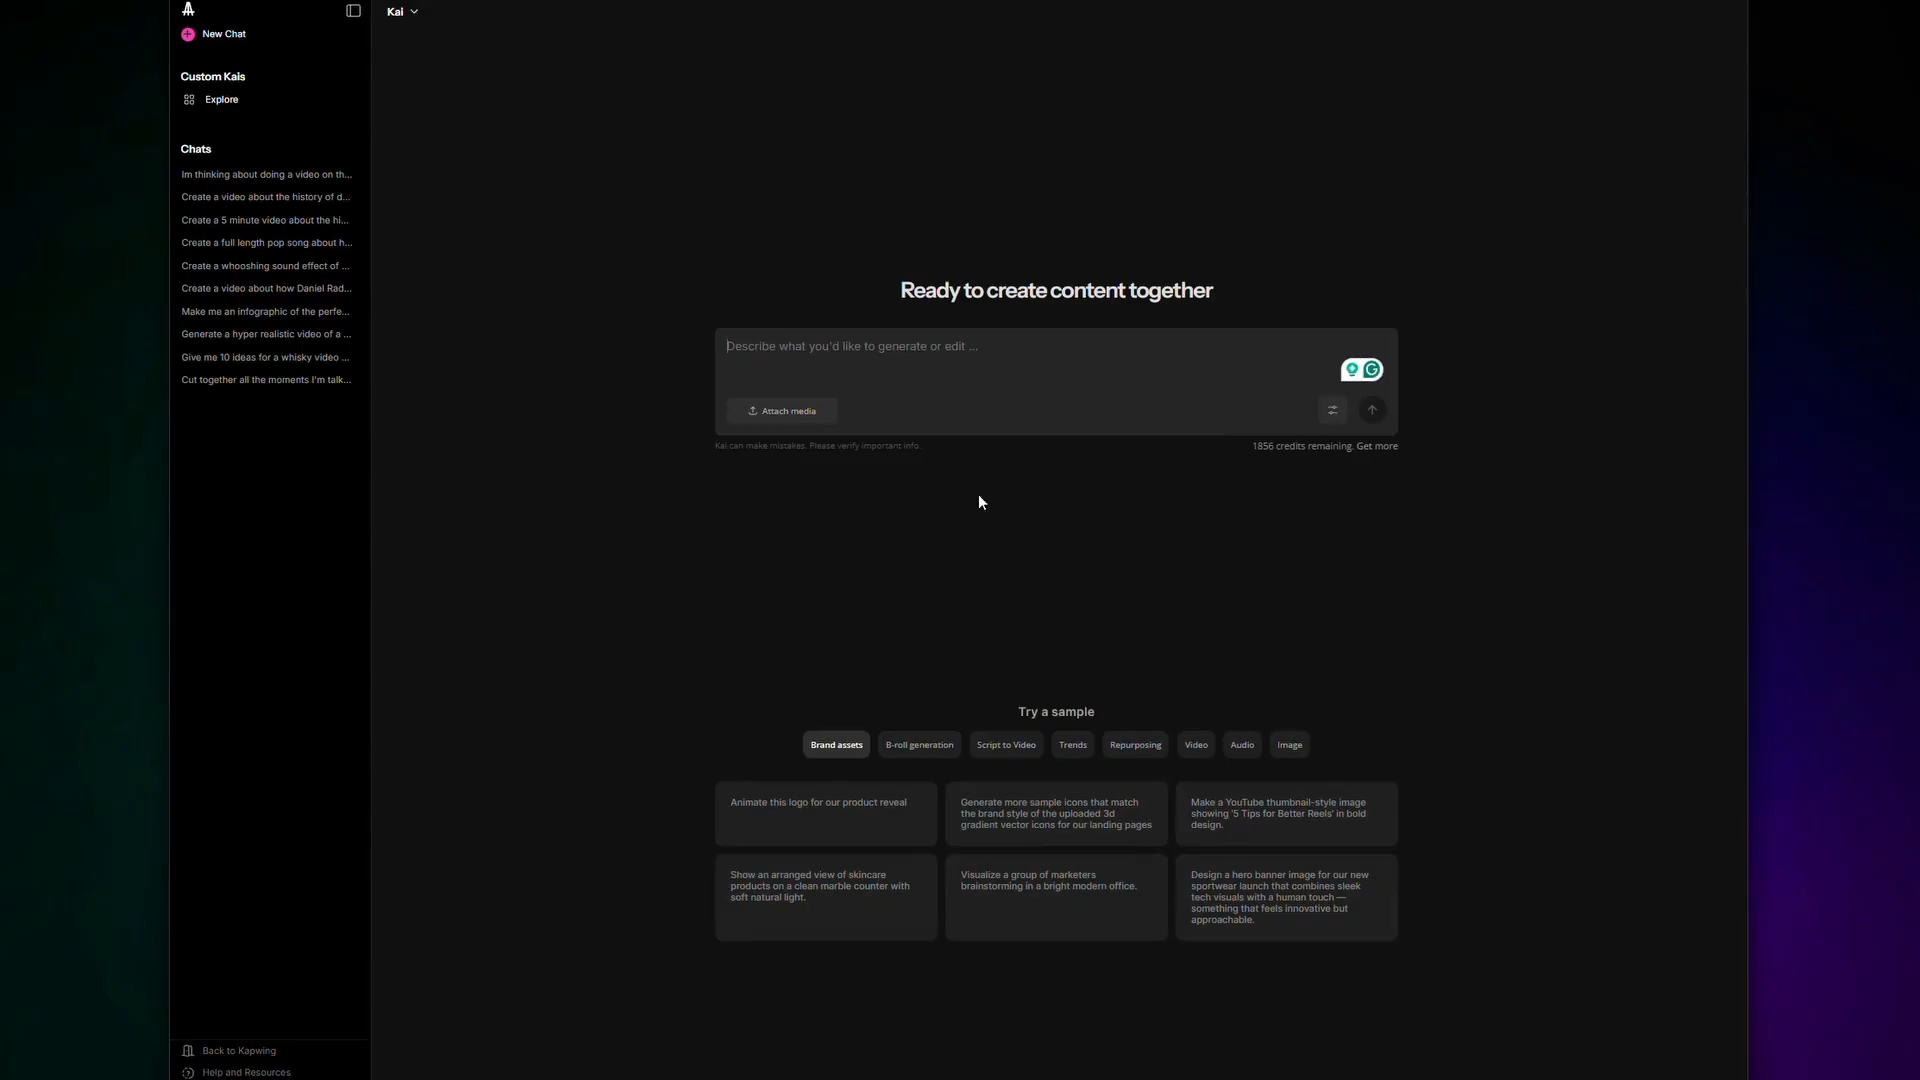 Kai
New Chat
Custom Kais
Explore
Chats
Im thinking about doing a video on th...
Create a video about the history of d...
Create a 5 minute video about the hi...
Create a full length pop song about h...
Create a whooshing sound effect of ...
Create a video about how Daniel Rad...
Make me an infographic of the perfe...
Generate a hyper realistic video of a ...
Give me 10 ideas for a whisky video ...
Cut together all the moments I'm talk...
Back to Kapwing
Help and Resources
Ready to create content together
Describe what you'd like to generate or edit ...
Attach media
Kai can make mistakes. Please verify important info.
1856 credits remaining. Get more
Try a sample
Brand assets
B-roll generation
Script to Video
Trends
Repurposing
Video
Audio
Image
Animate this logo for our product reveal
Generate more sample icons that match
the brand style of the uploaded 3d
gradient vector icons for our landing pages
Make a YouTube thumbnail-style image
showing '5 Tips for Better Reels' in bold
design.
Show an arranged view of skincare
products on a clean marble counter with
soft natural light.
Visualize a group of marketers
brainstorming in a bright modern office.
Design a hero banner image for our new
sportwear launch that combines sleek
tech visuals with a human touch —
something that feels innovative but
approachable.